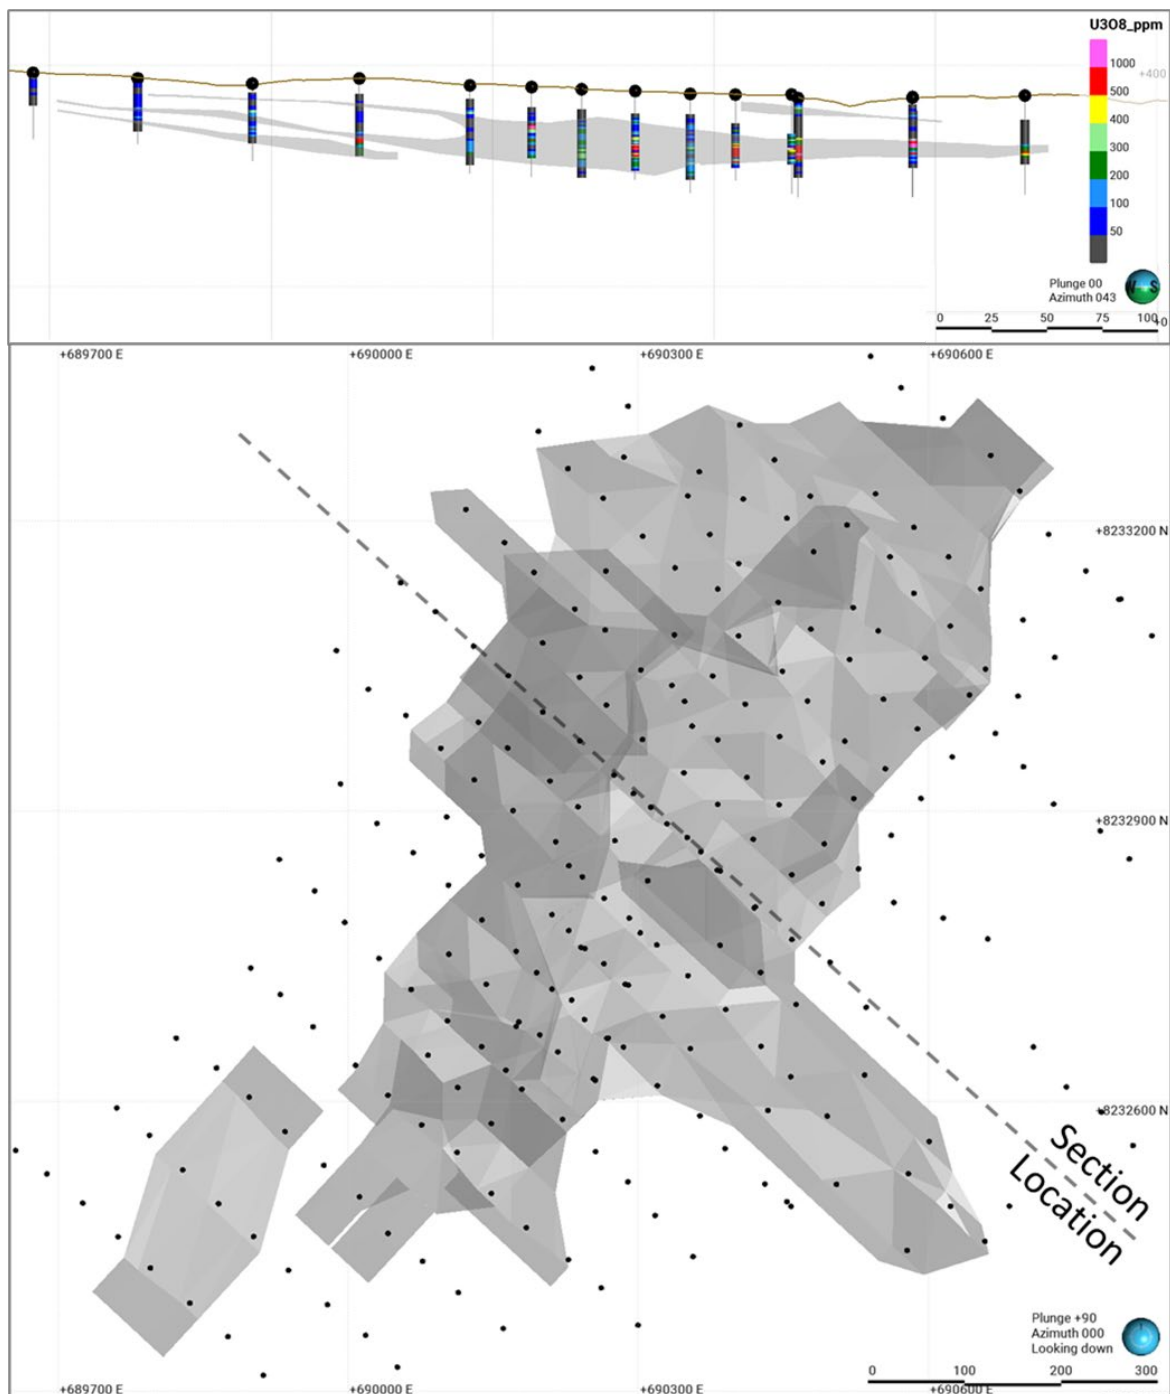 U3O8_ppm
1000
+400
500
400
300
200
100
50
Plunge 00
Azimuth 043
N S
0 25 50 75 100
+0
+689700 E +690000 E +690300 E +690600 E
+8233200 N
+8232900 N
+8232600 N
Section
Location
Plunge +90
Azimuth 000
Looking down
0 100 200 300
+689700 E +690000 E +690300 E +690600 E